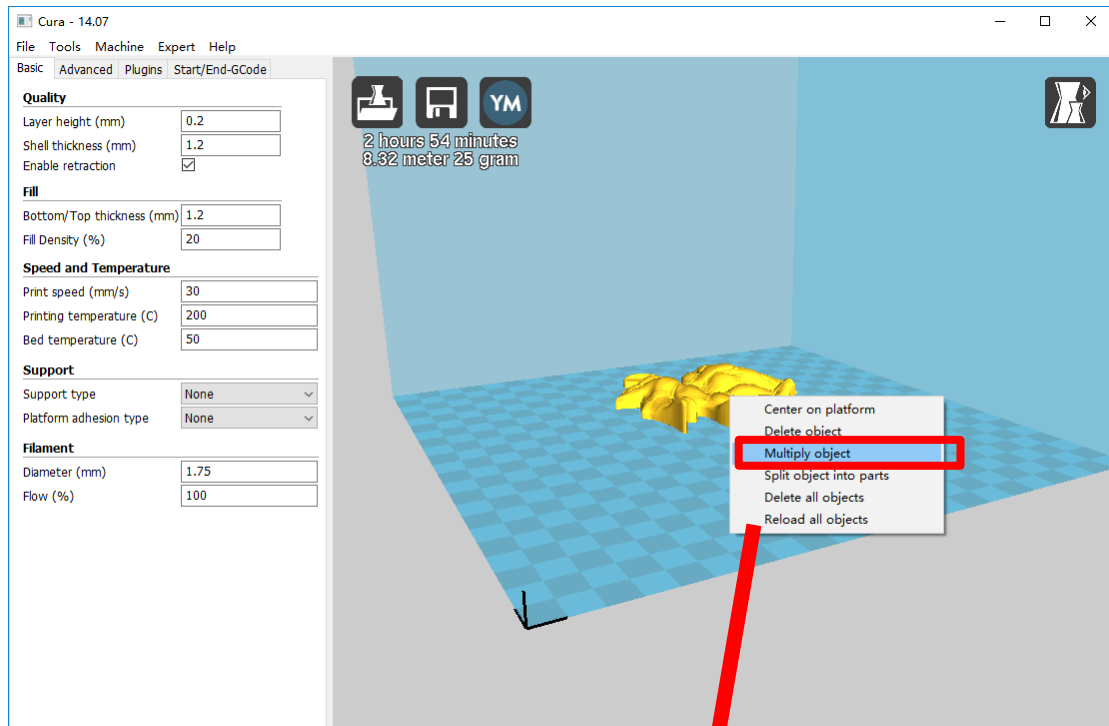 Cura - 14.07
File Tools Machine Expert Help
Basic Advanced Plugins Start/End-GCode
Quality
Layer height (mm) 0.2
Shell thickness (mm) 1.2
Enable retraction
Fill
Bottom/Top thickness (mm) 1.2
Fill Density (%) 20
Speed and Temperature
Print speed (mm/s) 30
Printing temperature (C) 200
Bed temperature (C) 50
Support
Support type None
Platform adhesion type None
Filament
Diameter (mm) 1.75
Flow (%) 100
YM
2 hours 54 minutes
8.32 meter 25 gram
Center on platform
Delete object
Multiply object
Split object into parts
Delete all objects
Reload all objects